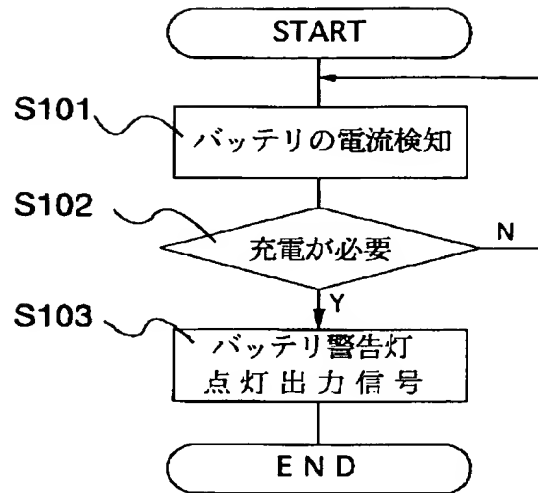 START
S101
バッテリの電流検知
S102
充電が必要
N
Y
S103
バッテリ警告灯
点灯出力信号
END